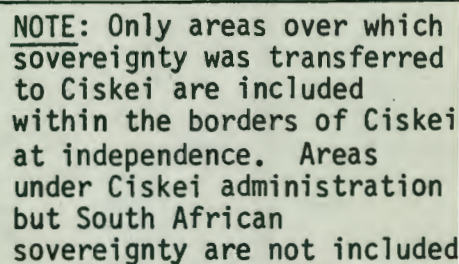 NOTE: Only areas over which
sovereignty was transferred
to Ciskei are included
within the borders of Ciskei
at independence. Areas
under Ciskei administration
but South African
sovereignty are not included